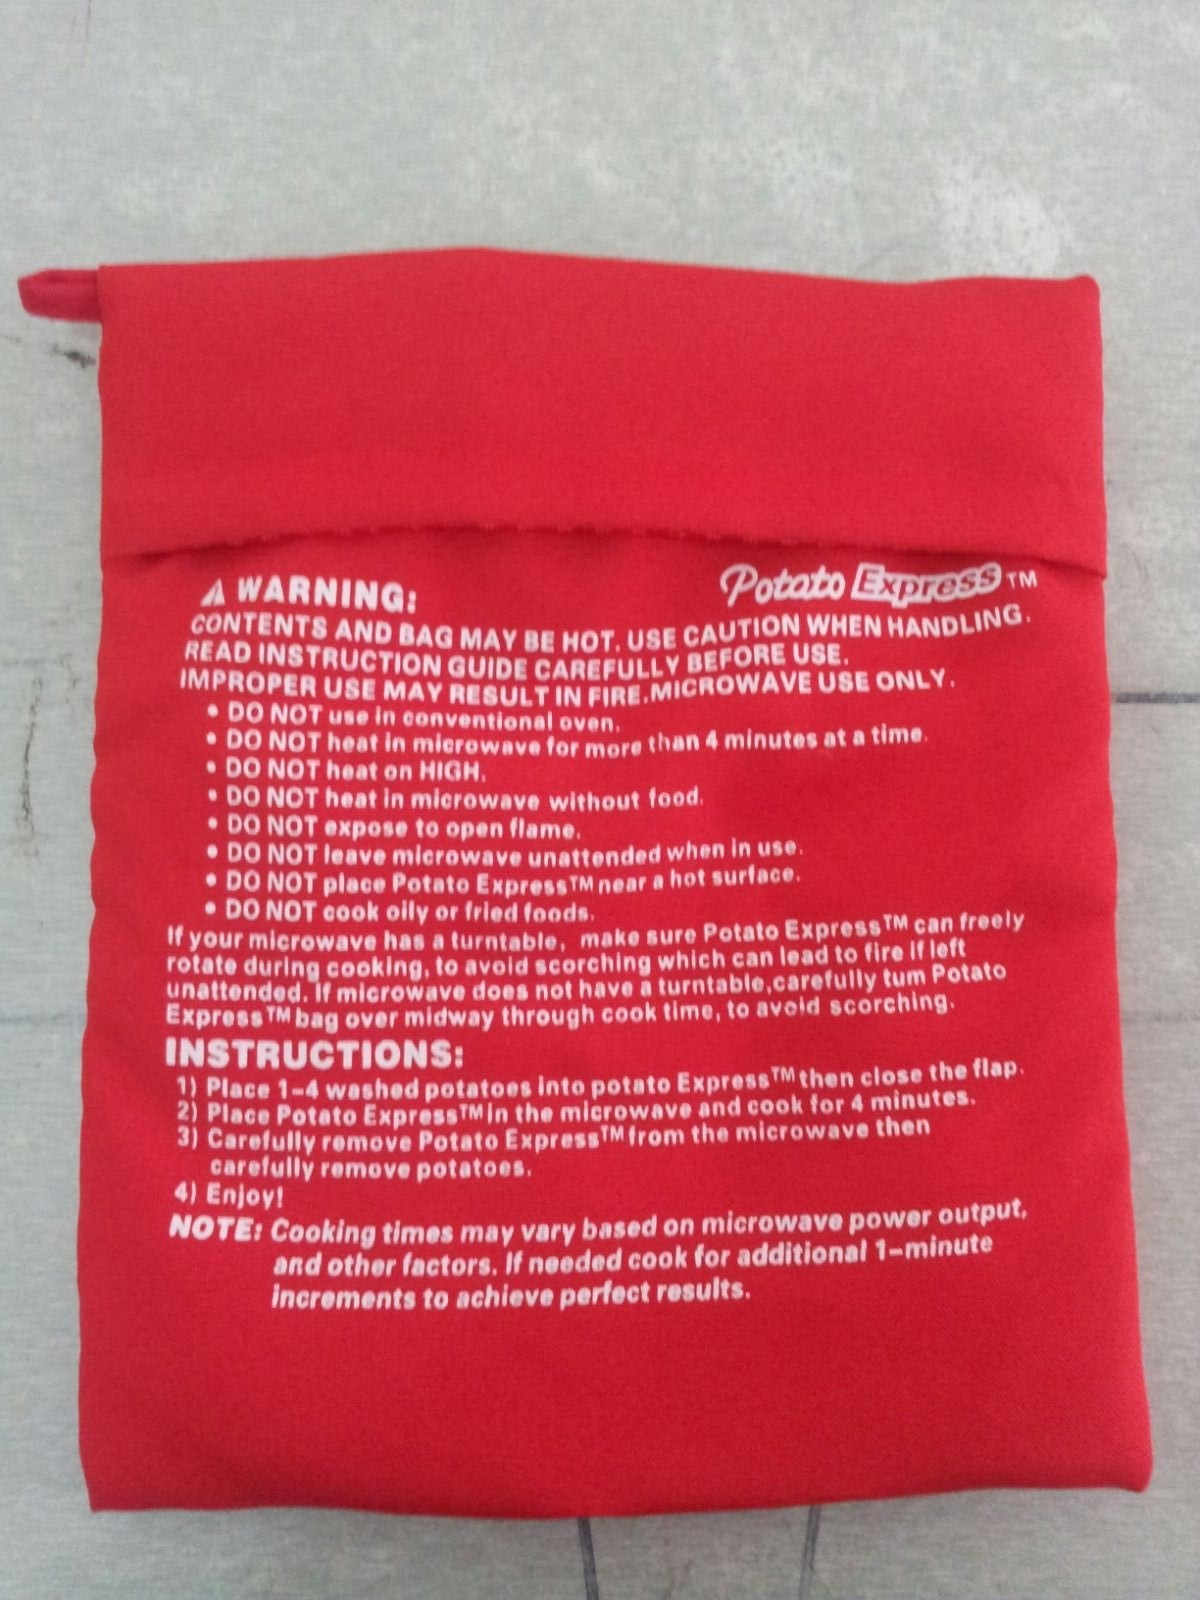 WARNING:
Potato Express™
CONTENTS AND BAG MAY BE HOT. USE CAUTION WHEN HANDLING.
READ INSTRUCTION GUIDE CAREFULLY BEFORE USE.
IMPROPER USE MAY RESULT IN FIRE.MICROWAVE USE ONLY.
• DO NOT use in conventional oven.
• DO NOT heat in microwave for more than 4 minutes at a time.
• DO NOT heat on HIGH.
• DO NOT heat in microwave without food.
• DO NOT expose to open flame.
• DO NOT leave microwave unattended when in use.
• DO NOT place Potato Express™ near a hot surface.
• DO NOT cook oily or fried foods.
If your microwave has a turntable, make sure Potato Express™ can freely
rotate during cooking, to avoid scorching which can lead to fire if left
unattended. If microwave does not have a turntable,carefully tum Potato
Express™ bag over midway through cook time, to avoid scorching.
INSTRUCTIONS:
1) Place 1-4 washed potatoes into potato Express™ then close the flap.
2) Place Potato Express™ in the microwave and cook for 4 minutes.
3) Carefully remove Potato Express™ from the microwave then
carefully remove potatoes.
4) Enjoy!
NOTE: Cooking times may vary based on microwave power output,
and other factors. If needed cook for additional 1-minute
increments to achieve perfect results.